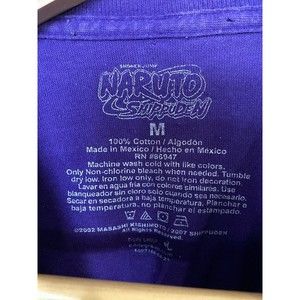 SHONEN JUMP
NARUTO
SHIPPUDEN
M
100% Cotton / Algodón
Made in Mexico / Hecho en México
RN #86947
Machine wash cold with like colors.
Only Non-chlorine bleach when needed. Tumble
dry low. Iron low only, do not iron decoration.
Lavar en agua fria con colores similares. Use
blanqueador sin cloro solo cuando sea necesario.
Secar en secadora a baja temperatura. Planchar a
baja temperatura, no planchar el estampado.
©2002 MASASHI KISHIMOTO / 2007 SHIPPUDEN